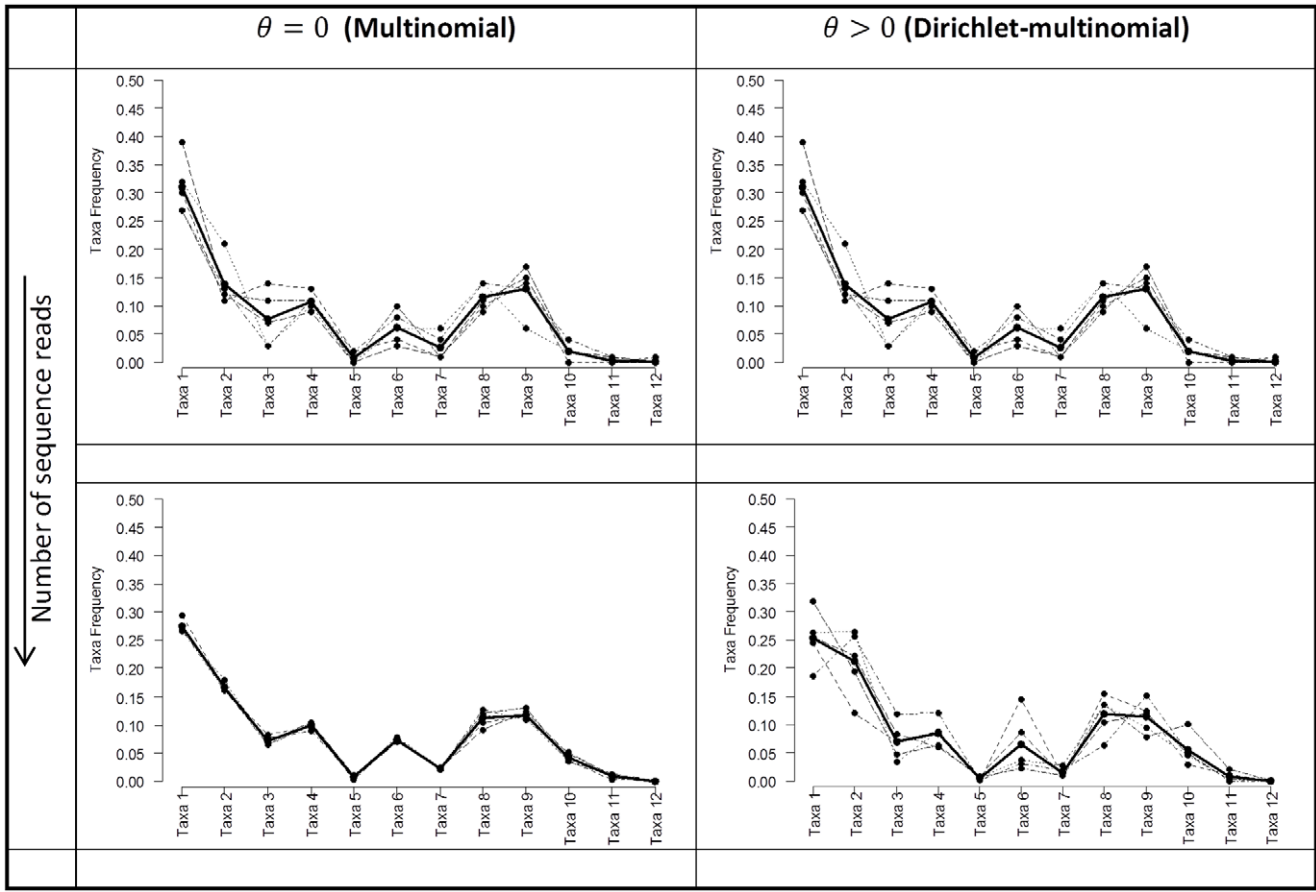 θ = 0 (Multinomial)
θ > 0 (Dirichlet-multinomial)
Number of sequence reads
Taxa Frequency
0.50
0.45
0.40
0.35
0.30
0.25
0.20
0.15
0.10
0.05
0.00
Taxa 1
Taxa 2
Taxa 3
Taxa 4
Taxa 5
Taxa 6
Taxa 7
Taxa 8
Taxa 9
Taxa 10
Taxa 11
Taxa 12
Taxa Frequency
0.50
0.45
0.40
0.35
0.30
0.25
0.20
0.15
0.10
0.05
0.00
Taxa 1
Taxa 2
Taxa 3
Taxa 4
Taxa 5
Taxa 6
Taxa 7
Taxa 8
Taxa 9
Taxa 10
Taxa 11
Taxa 12
Taxa Frequency
0.50
0.45
0.40
0.35
0.30
0.25
0.20
0.15
0.10
0.05
0.00
Taxa 1
Taxa 2
Taxa 3
Taxa 4
Taxa 5
Taxa 6
Taxa 7
Taxa 8
Taxa 9
Taxa 10
Taxa 11
Taxa 12
Taxa Frequency
0.50
0.45
0.40
0.35
0.30
0.25
0.20
0.15
0.10
0.05
0.00
Taxa 1
Taxa 2
Taxa 3
Taxa 4
Taxa 5
Taxa 6
Taxa 7
Taxa 8
Taxa 9
Taxa 10
Taxa 11
Taxa 12